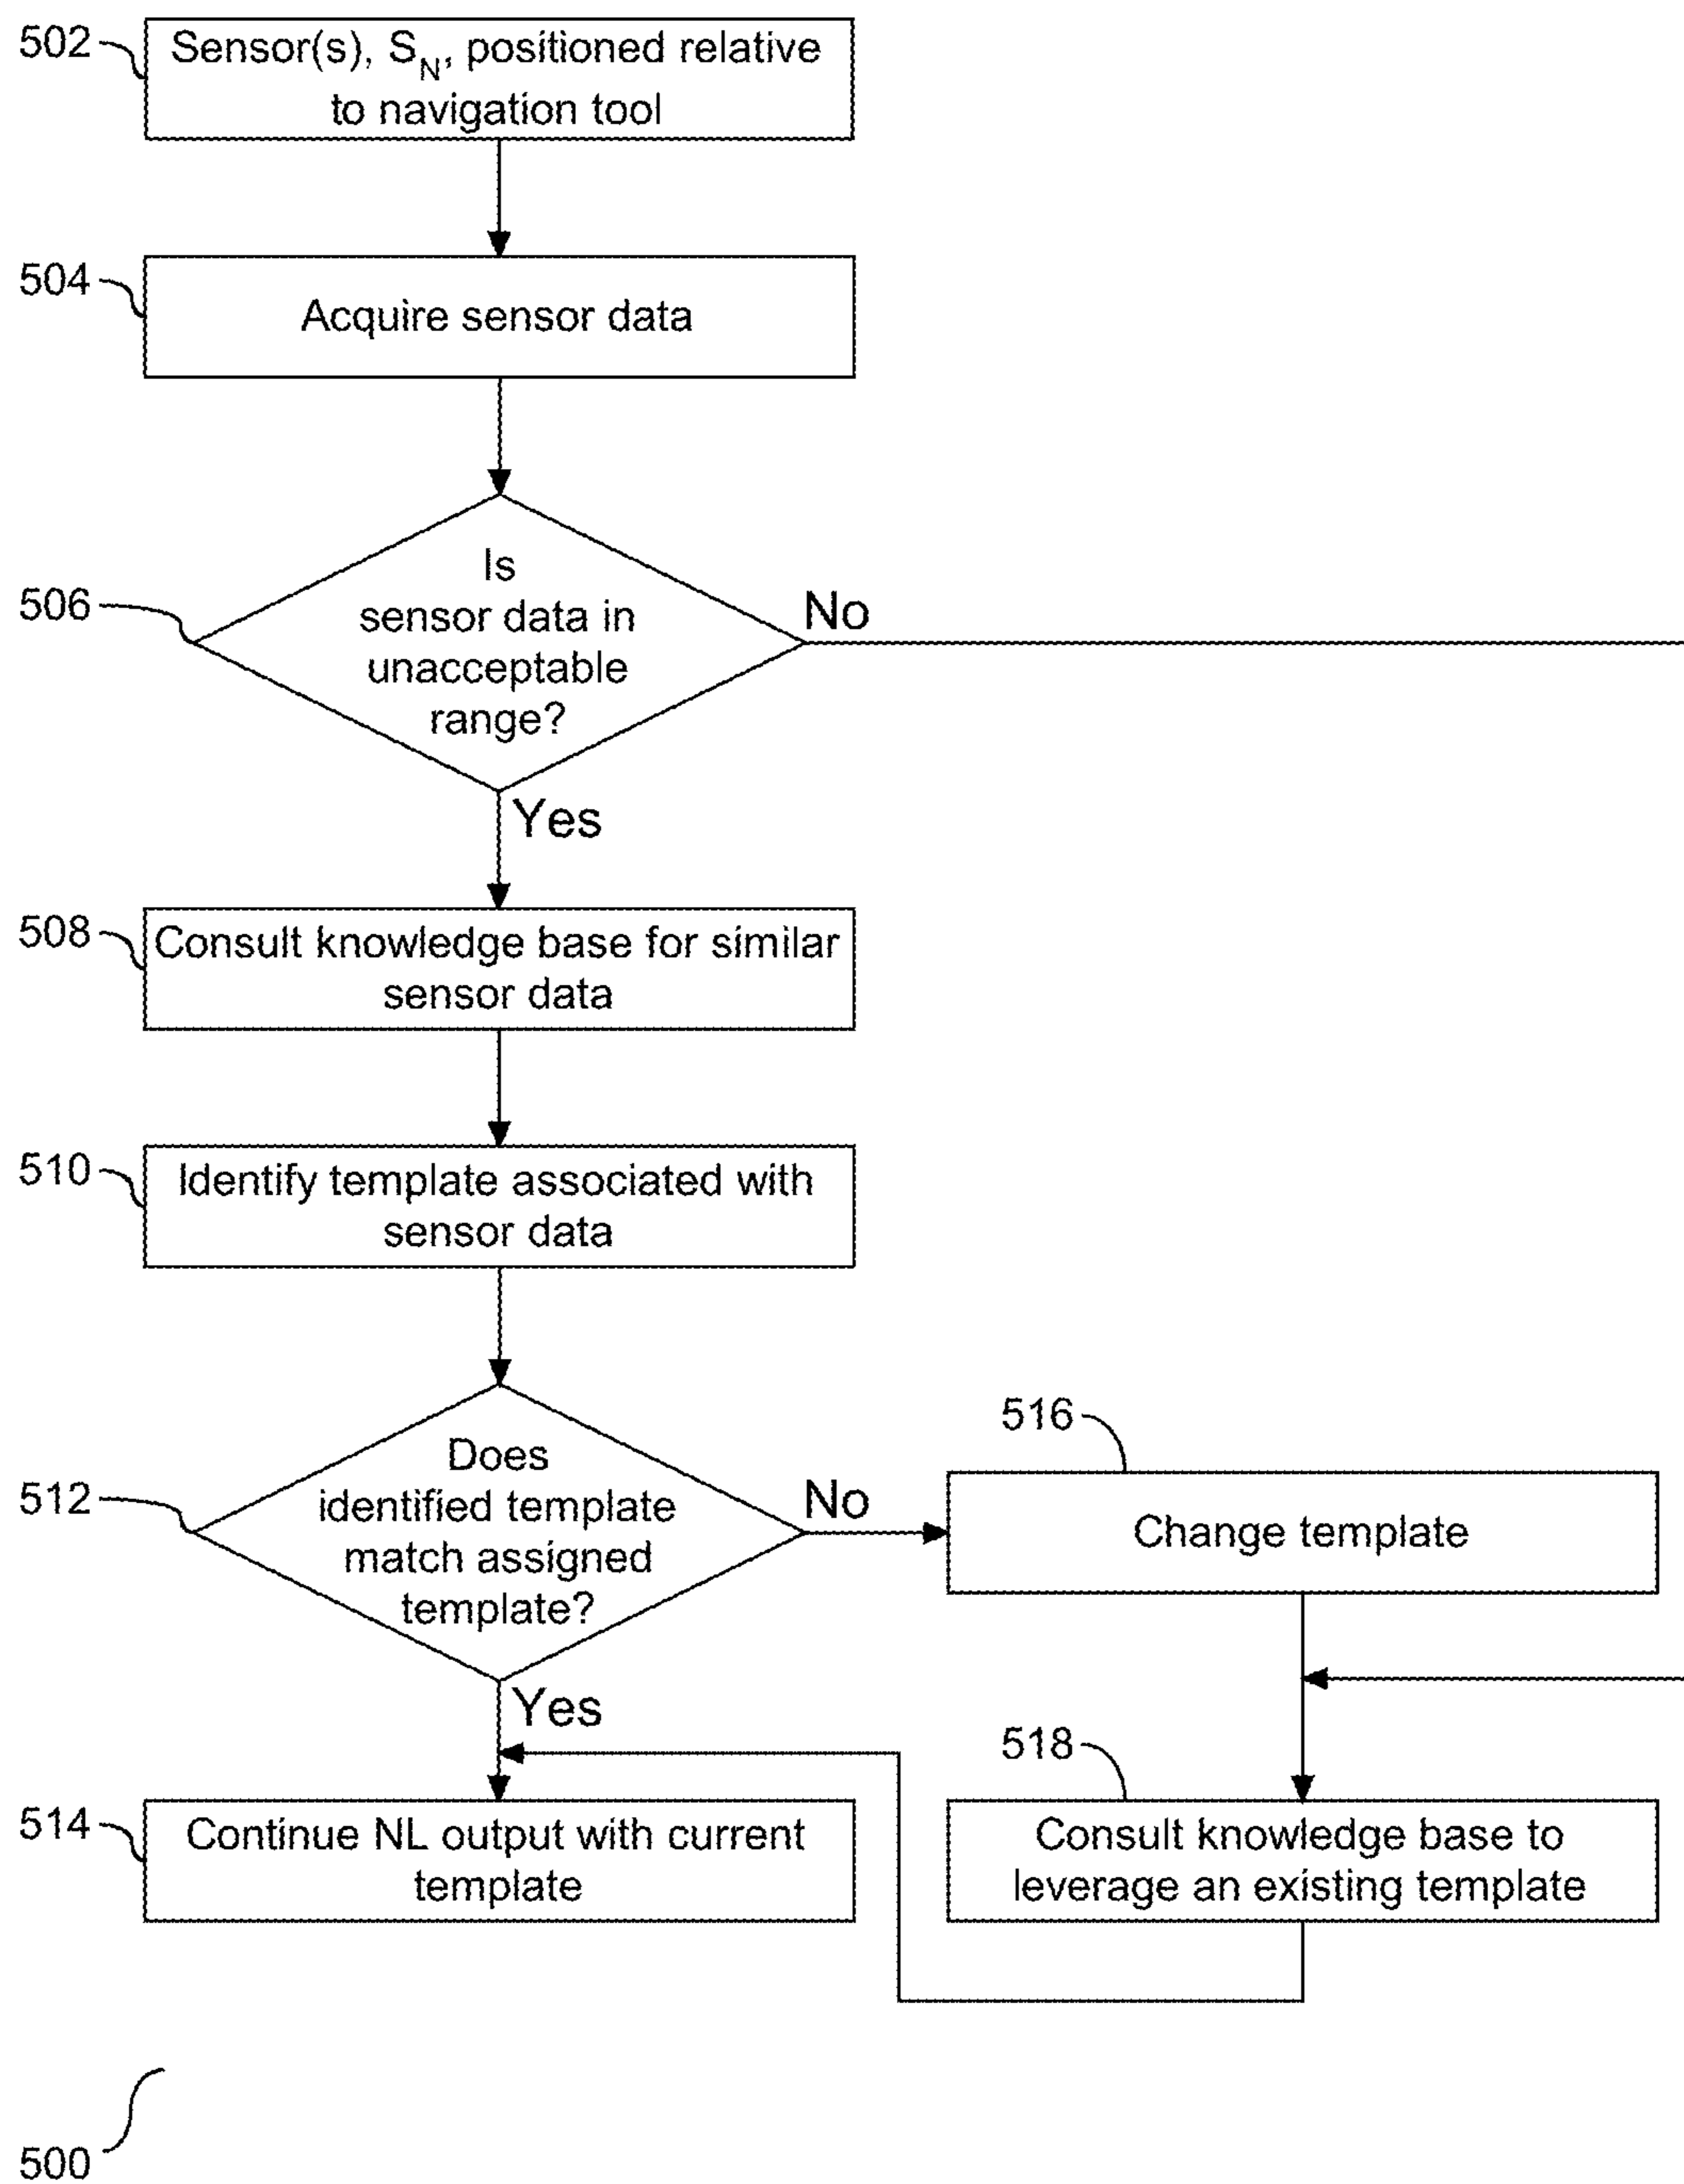 502
Sensor(s), S_N, positioned relative
to navigation tool
504
Acquire sensor data
506
Is
sensor data in
unacceptable
range?
No
Yes
508
Consult knowledge base for similar
sensor data
510
Identify template associated with
sensor data
512
Does
identified template
match assigned
template?
No
516
Change template
Yes
514
Continue NL output with current
template
518
Consult knowledge base to
leverage an existing template
500